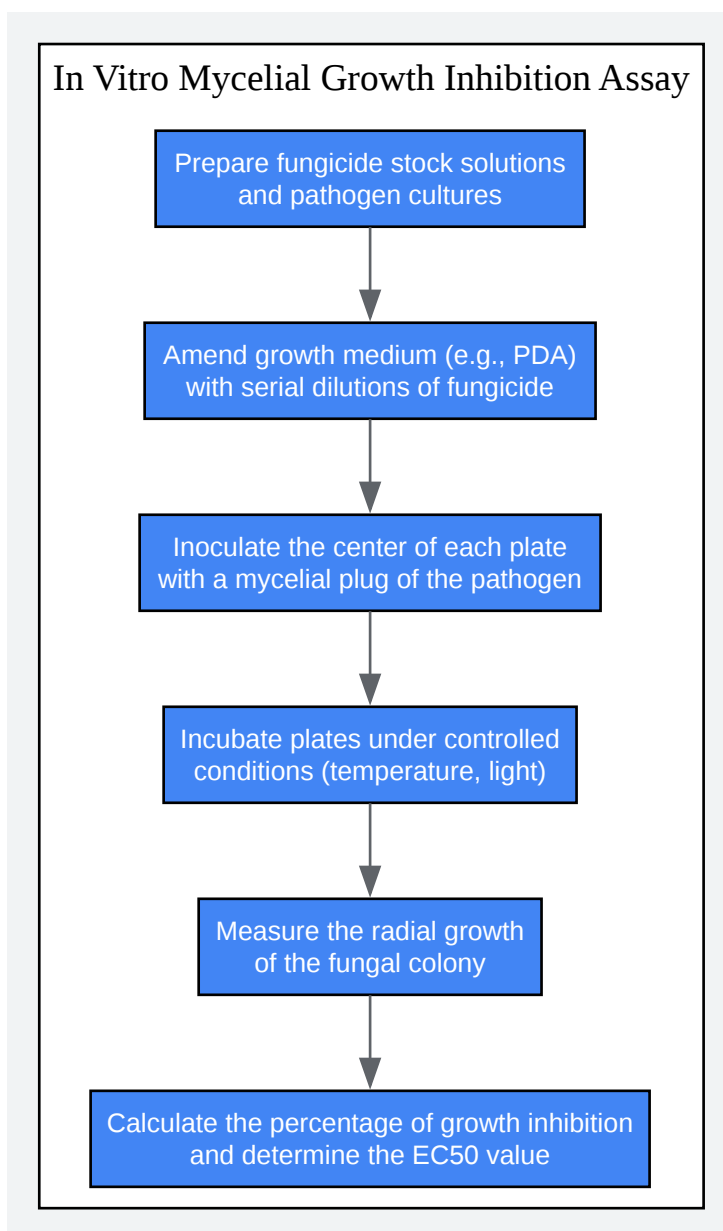 In Vitro Mycelial Growth Inhibition Assay
Prepare fungicide stock solutions
and pathogen cultures
Amend growth medium (e.g., PDA)
with serial dilutions of fungicide
Inoculate the center of each plate
with a mycelial plug of the pathogen
Incubate plates under controlled
conditions (temperature, light)
Measure the radial growth
of the fungal colony
Calculate the percentage of growth inhibition
and determine the EC50 value